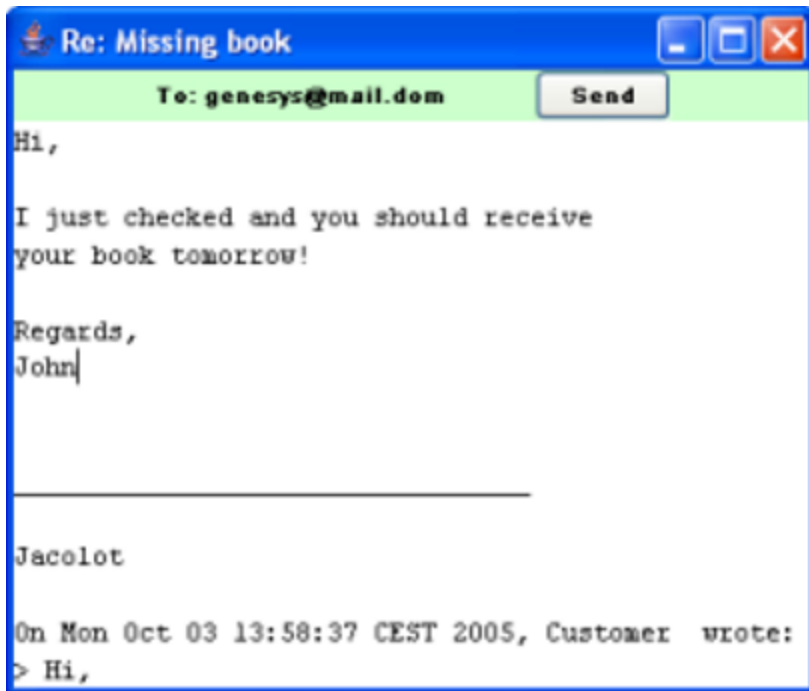 Re: Missing book
To: genesys@mail.dom Send
Hi,
I just checked and you should receive
your book tomorrow!
Regards,
John
Jacolot
On Mon Oct 03 13:58:37 CEST 2005, Customer  wrote:
> Hi,